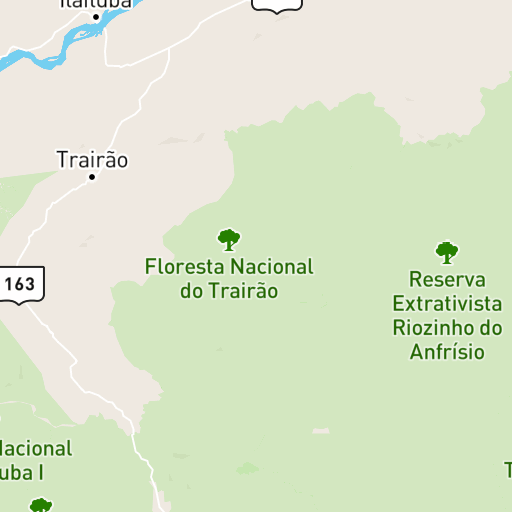 Itaituba
Trairão
Floresta Nacional
do Trairão
Reserva
Extrativista
Riozinho do
Anfrísio
163
Nacional
uba I
T